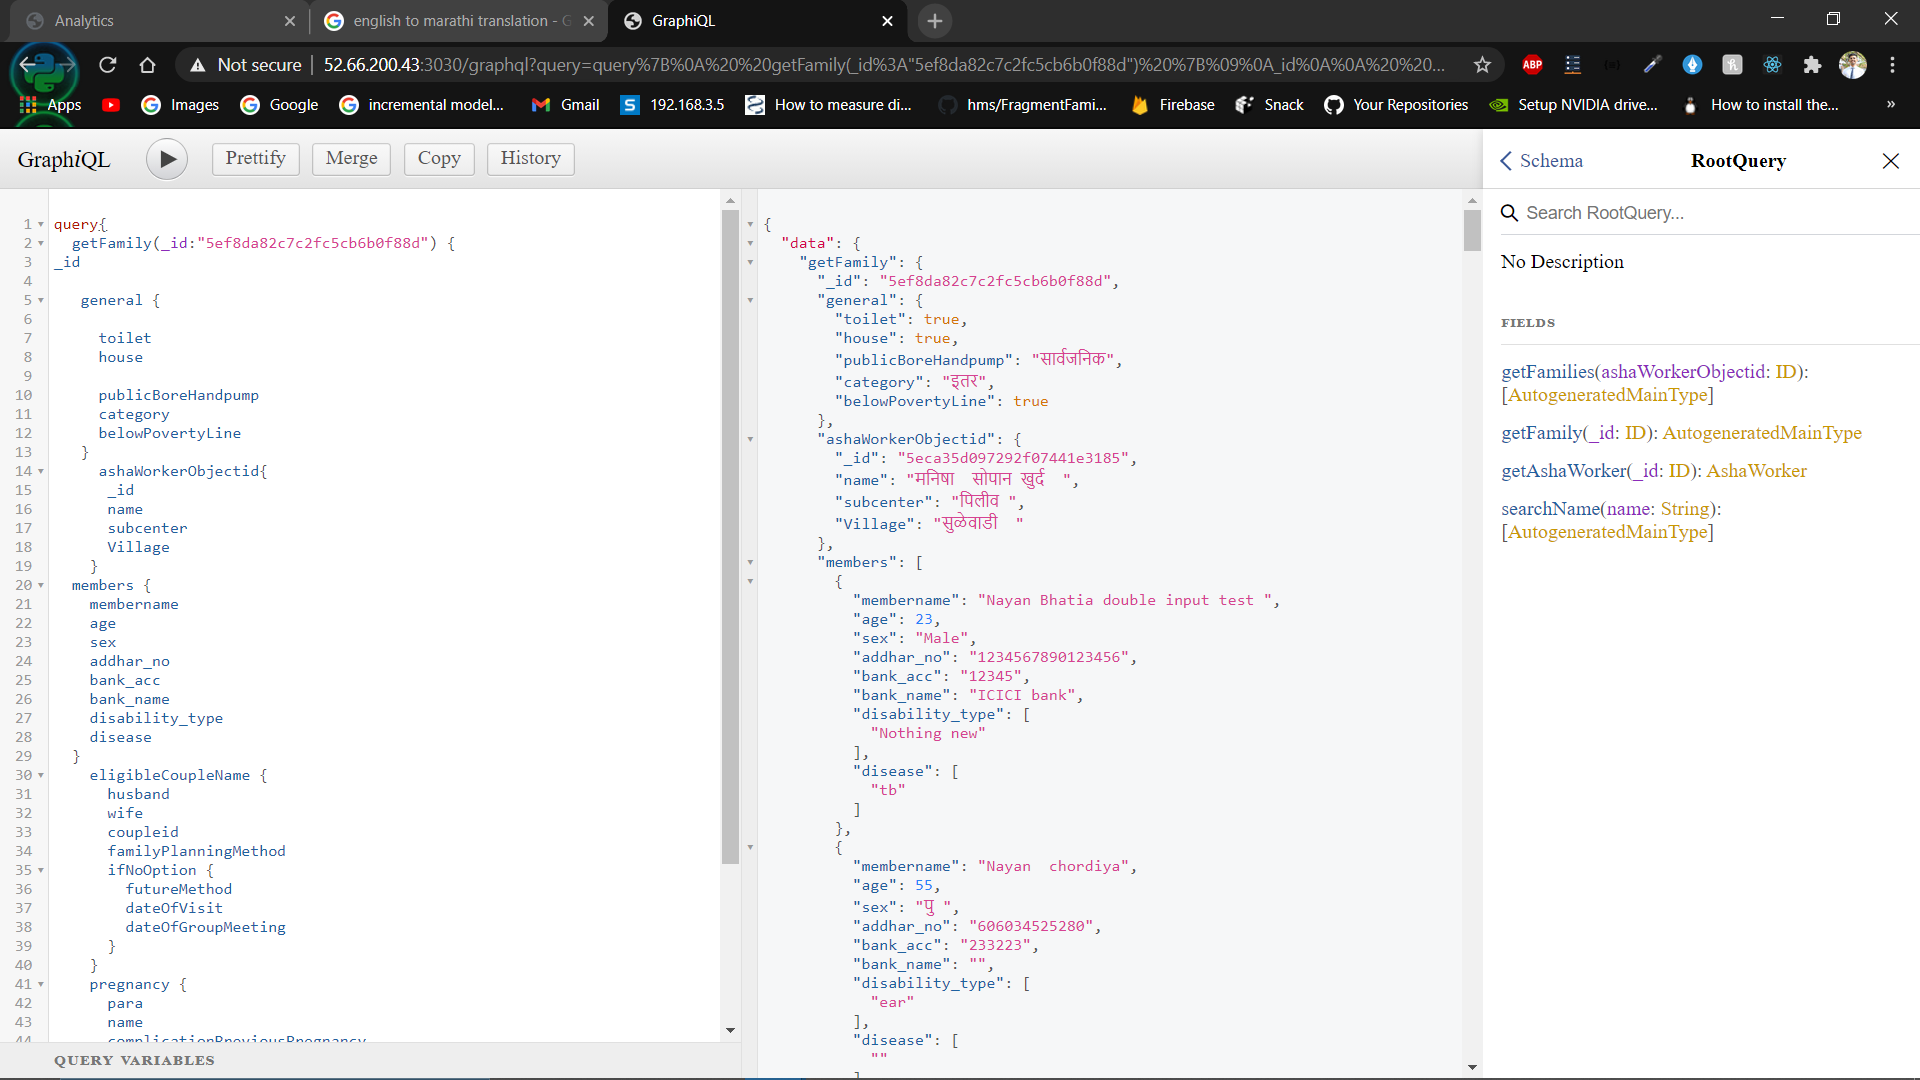 Analytics
english to marathi translation - G
GraphiQL
Not secure
52.66.200.43:3030/graphql?query=query%7B%0A%20%20getFamily(_id%3A"5ef8da82c7c2fc5cb6b0f88d")%20%7B%09%0A_id%0A%0A%20%20...
ABP
Apps
Images
Google
incremental model...
Gmail
192.168.3.5
How to measure di...
hms/FragmentFami...
Firebase
Snack
Your Repositories
Setup NVIDIA drive...
How to install the...
»
GraphiQL
Prettify
Merge
Copy
History
1 query{
2 getFamily(_id:"5ef8da82c7c2fc5cb6b0f88d") {
3 _id
4
5 general {
6
7 toilet
8 house
9
10 publicBoreHandpump
11 category
12 belowPovertyLine
13 }
14 ashaWorkerObjectid{
15 _id
16 name
17 subcenter
18 Village
19 }
20 members {
21 membername
22 age
23 sex
24 addhar_no
25 bank_acc
26 bank_name
27 disability_type
28 disease
29 }
30 eligibleCoupleName {
31 husband
32 wife
33 coupleid
34 familyPlanningMethod
35 ifNoOption {
36 futureMethod
37 dateOfVisit
38 dateOfGroupMeeting
39 }
40 }
41 pregnancy {
42 para
43 name
44 complicationPreviousPregnancy
QUERY VARIABLES
{
"data": {
"getFamily": {
"_id": "5ef8da82c7c2fc5cb6b0f88d",
"general": {
"toilet": true,
"house": true,
"publicBoreHandpump": "सार्वजनिक",
"category": "इतर",
"belowPovertyLine": true
},
"ashaWorkerObjectid": {
"_id": "5eca35d097292f07441e3185",
"name": "मनिषा  सोपान खुर्द  ",
"subcenter": "पिलीव ",
"Village": "सुळेवाडी  "
},
"members": [
{
"membername": "Nayan Bhatia double input test ",
"age": 23,
"sex": "Male",
"addhar_no": "1234567890123456",
"bank_acc": "12345",
"bank_name": "ICICI bank",
"disability_type": [
"Nothing new"
],
"disease": [
"tb"
]
},
{
"membername": "Nayan  chordiya",
"age": 55,
"sex": "पु ",
"addhar_no": "606034525280",
"bank_acc": "233223",
"bank_name": "",
"disability_type": [
"ear"
],
"disease": [
""
]
Schema
RootQuery
Search RootQuery...
No Description
FIELDS
getFamilies(ashaWorkerObjectid: ID):
[AutogeneratedMainType]
getFamily(_id: ID): AutogeneratedMainType
getAshaWorker(_id: ID): AshaWorker
searchName(name: String):
[AutogeneratedMainType]